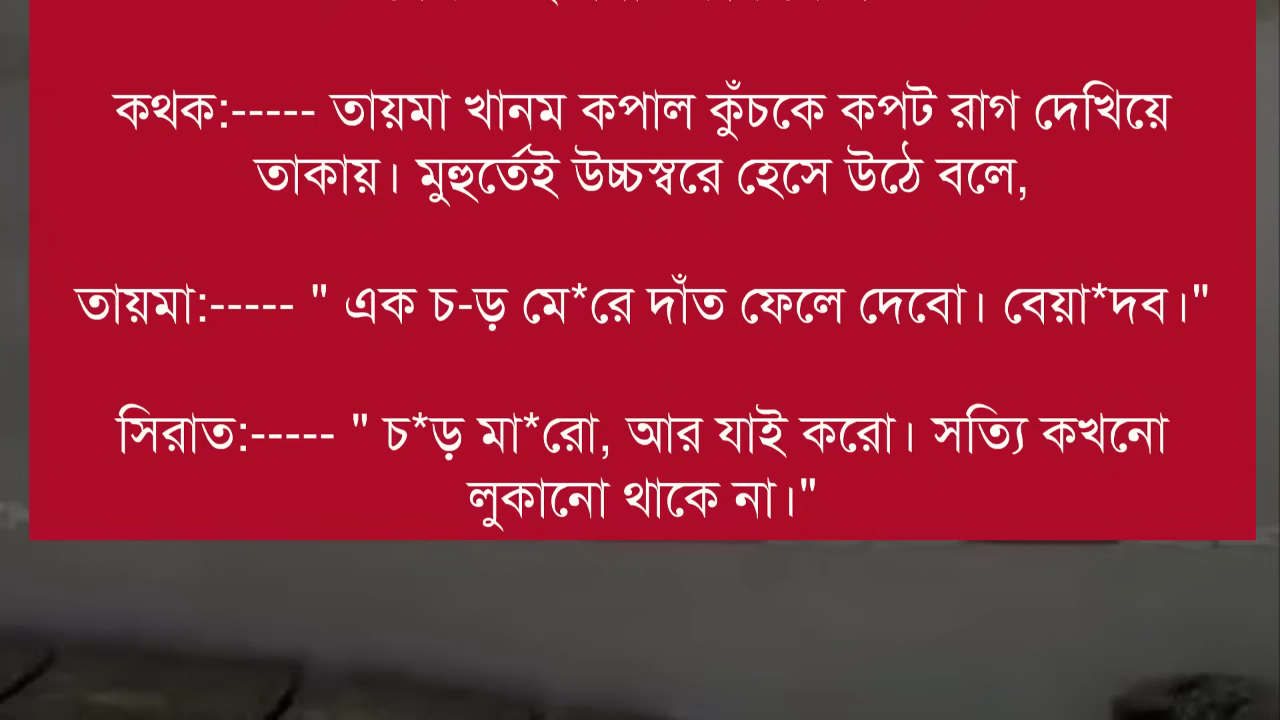 কথক:----- তায়মা খানম কপাল কুঁচকে কপট রাগ দেখিয়ে
তাকায়। মুহুর্তেই উচ্চস্বরে হেসে উঠে বলে,
তায়মা:----- " এক চ-ড় মে*রে দাঁত ফেলে দেবো। বেয়া*দব।"
সিরাত:----- " চ*ড় মা*রো, আর যাই করো। সত্যি কখনো
লুকানো থাকে না।"